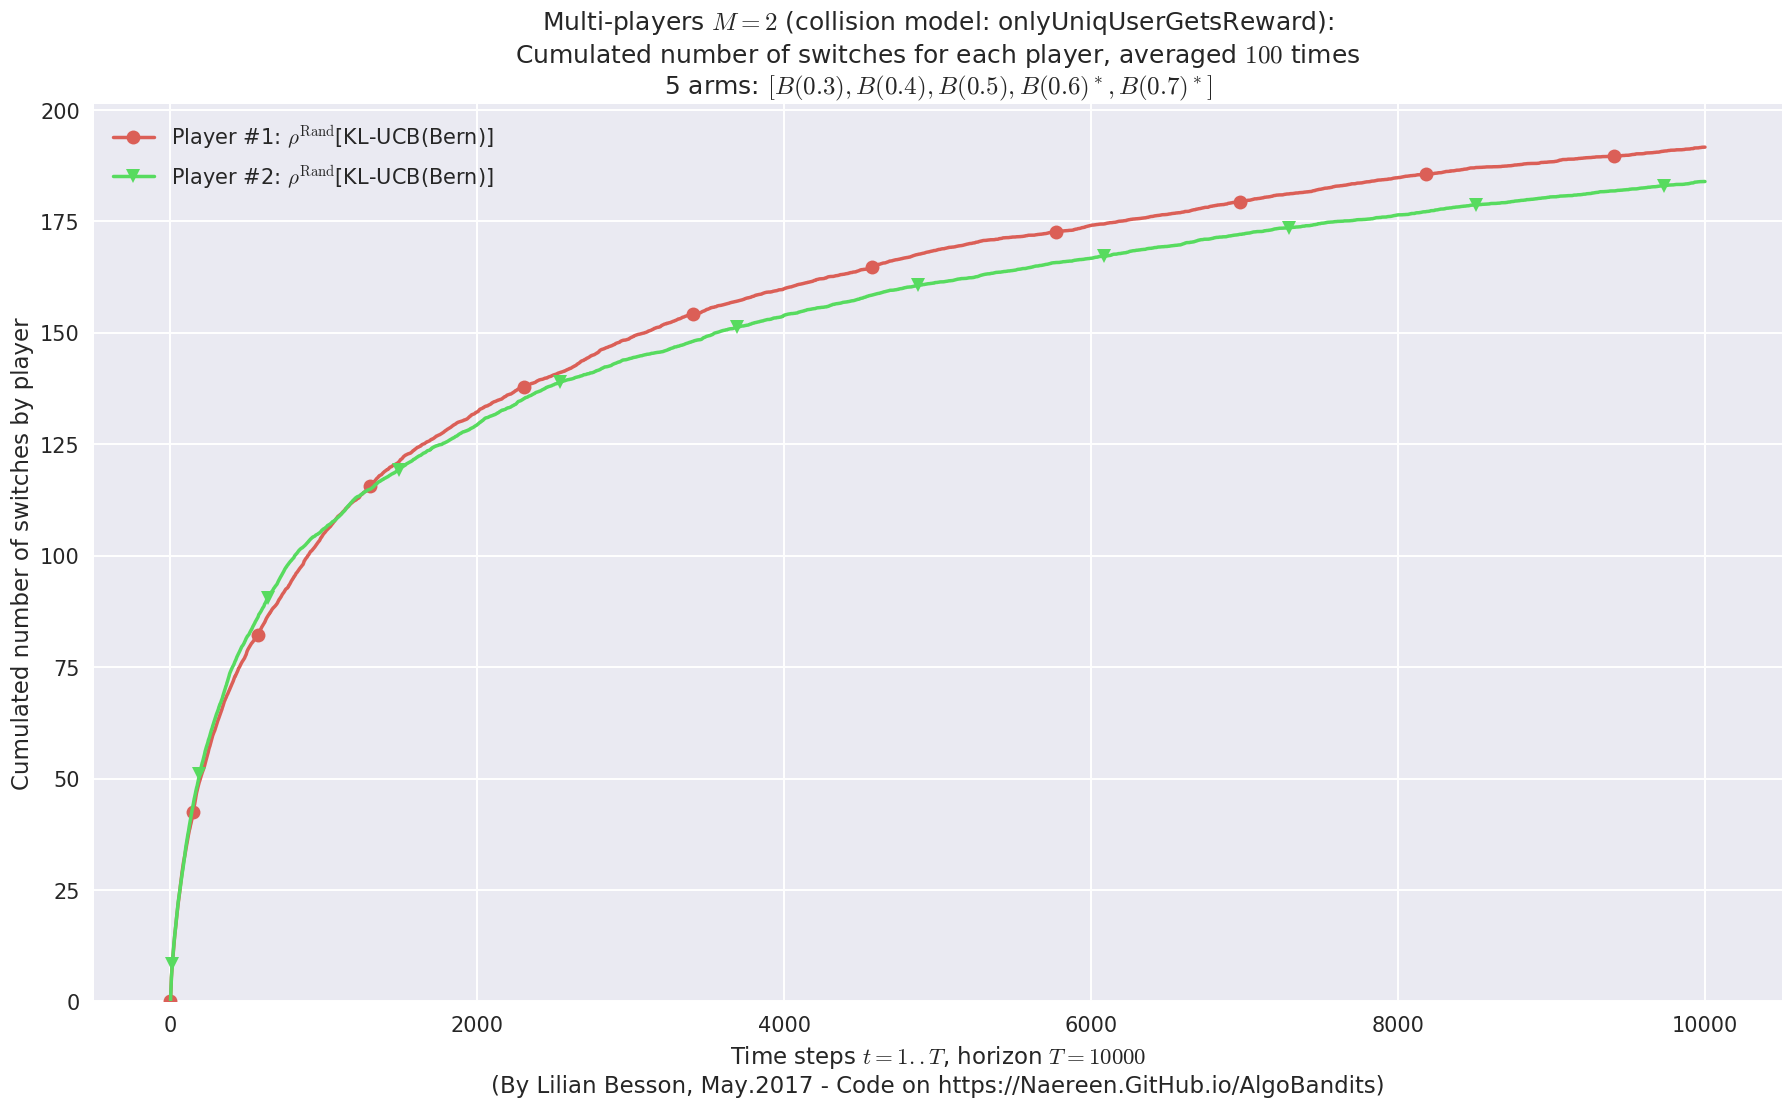 Multi-players M = 2 (collision model: onlyUniqUserGetsReward):
Cumulated number of switches for each player, averaged 100 times
5 arms: [B(0.3), B(0.4), B(0.5), B(0.6)*, B(0.7)*]
Player #1: ρ^Rand[KL-UCB(Bern)]
Player #2: ρ^Rand[KL-UCB(Bern)]
Cumulated number of switches by player
200
175
150
125
100
75
50
25
0
0 2000 4000 6000 8000 10000
Time steps t = 1..T, horizon T = 10000
(By Lilian Besson, May.2017 - Code on https://Naereen.GitHub.io/AlgoBandits)